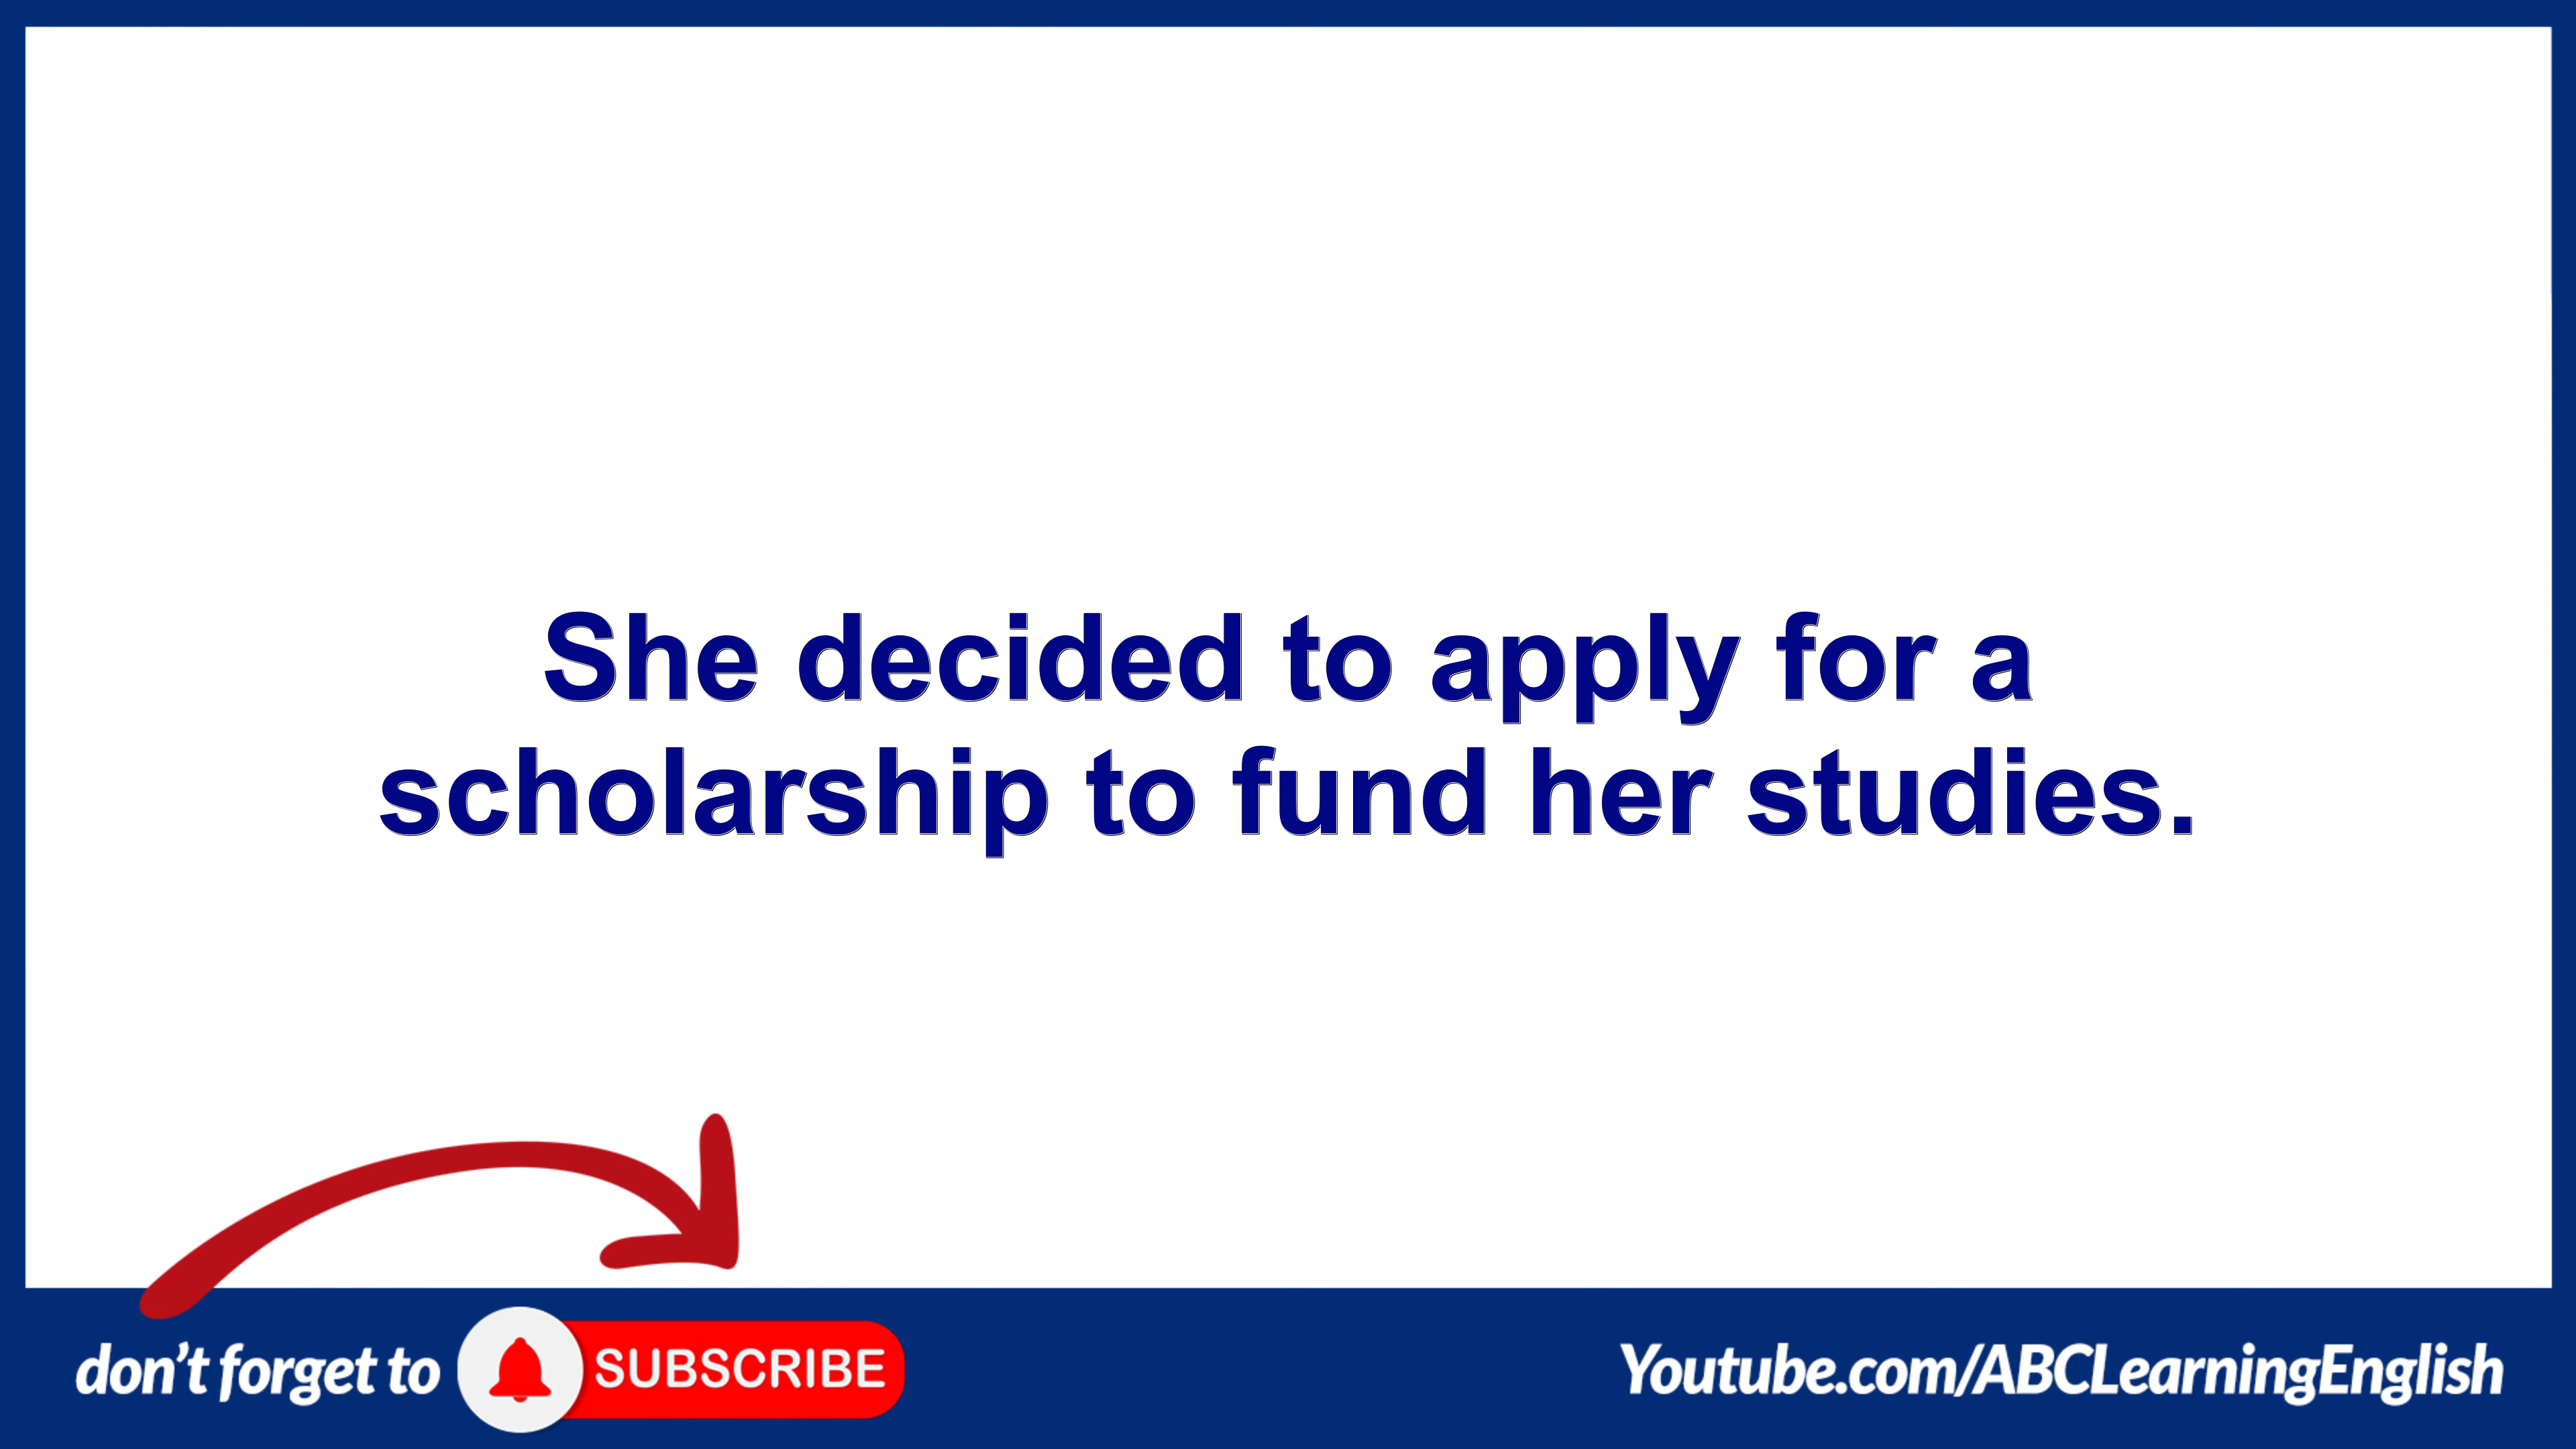 She decided to apply for a
scholarship to fund her studies.
don't forget to SUBSCRIBE
Youtube.com/ABCLearningEnglish